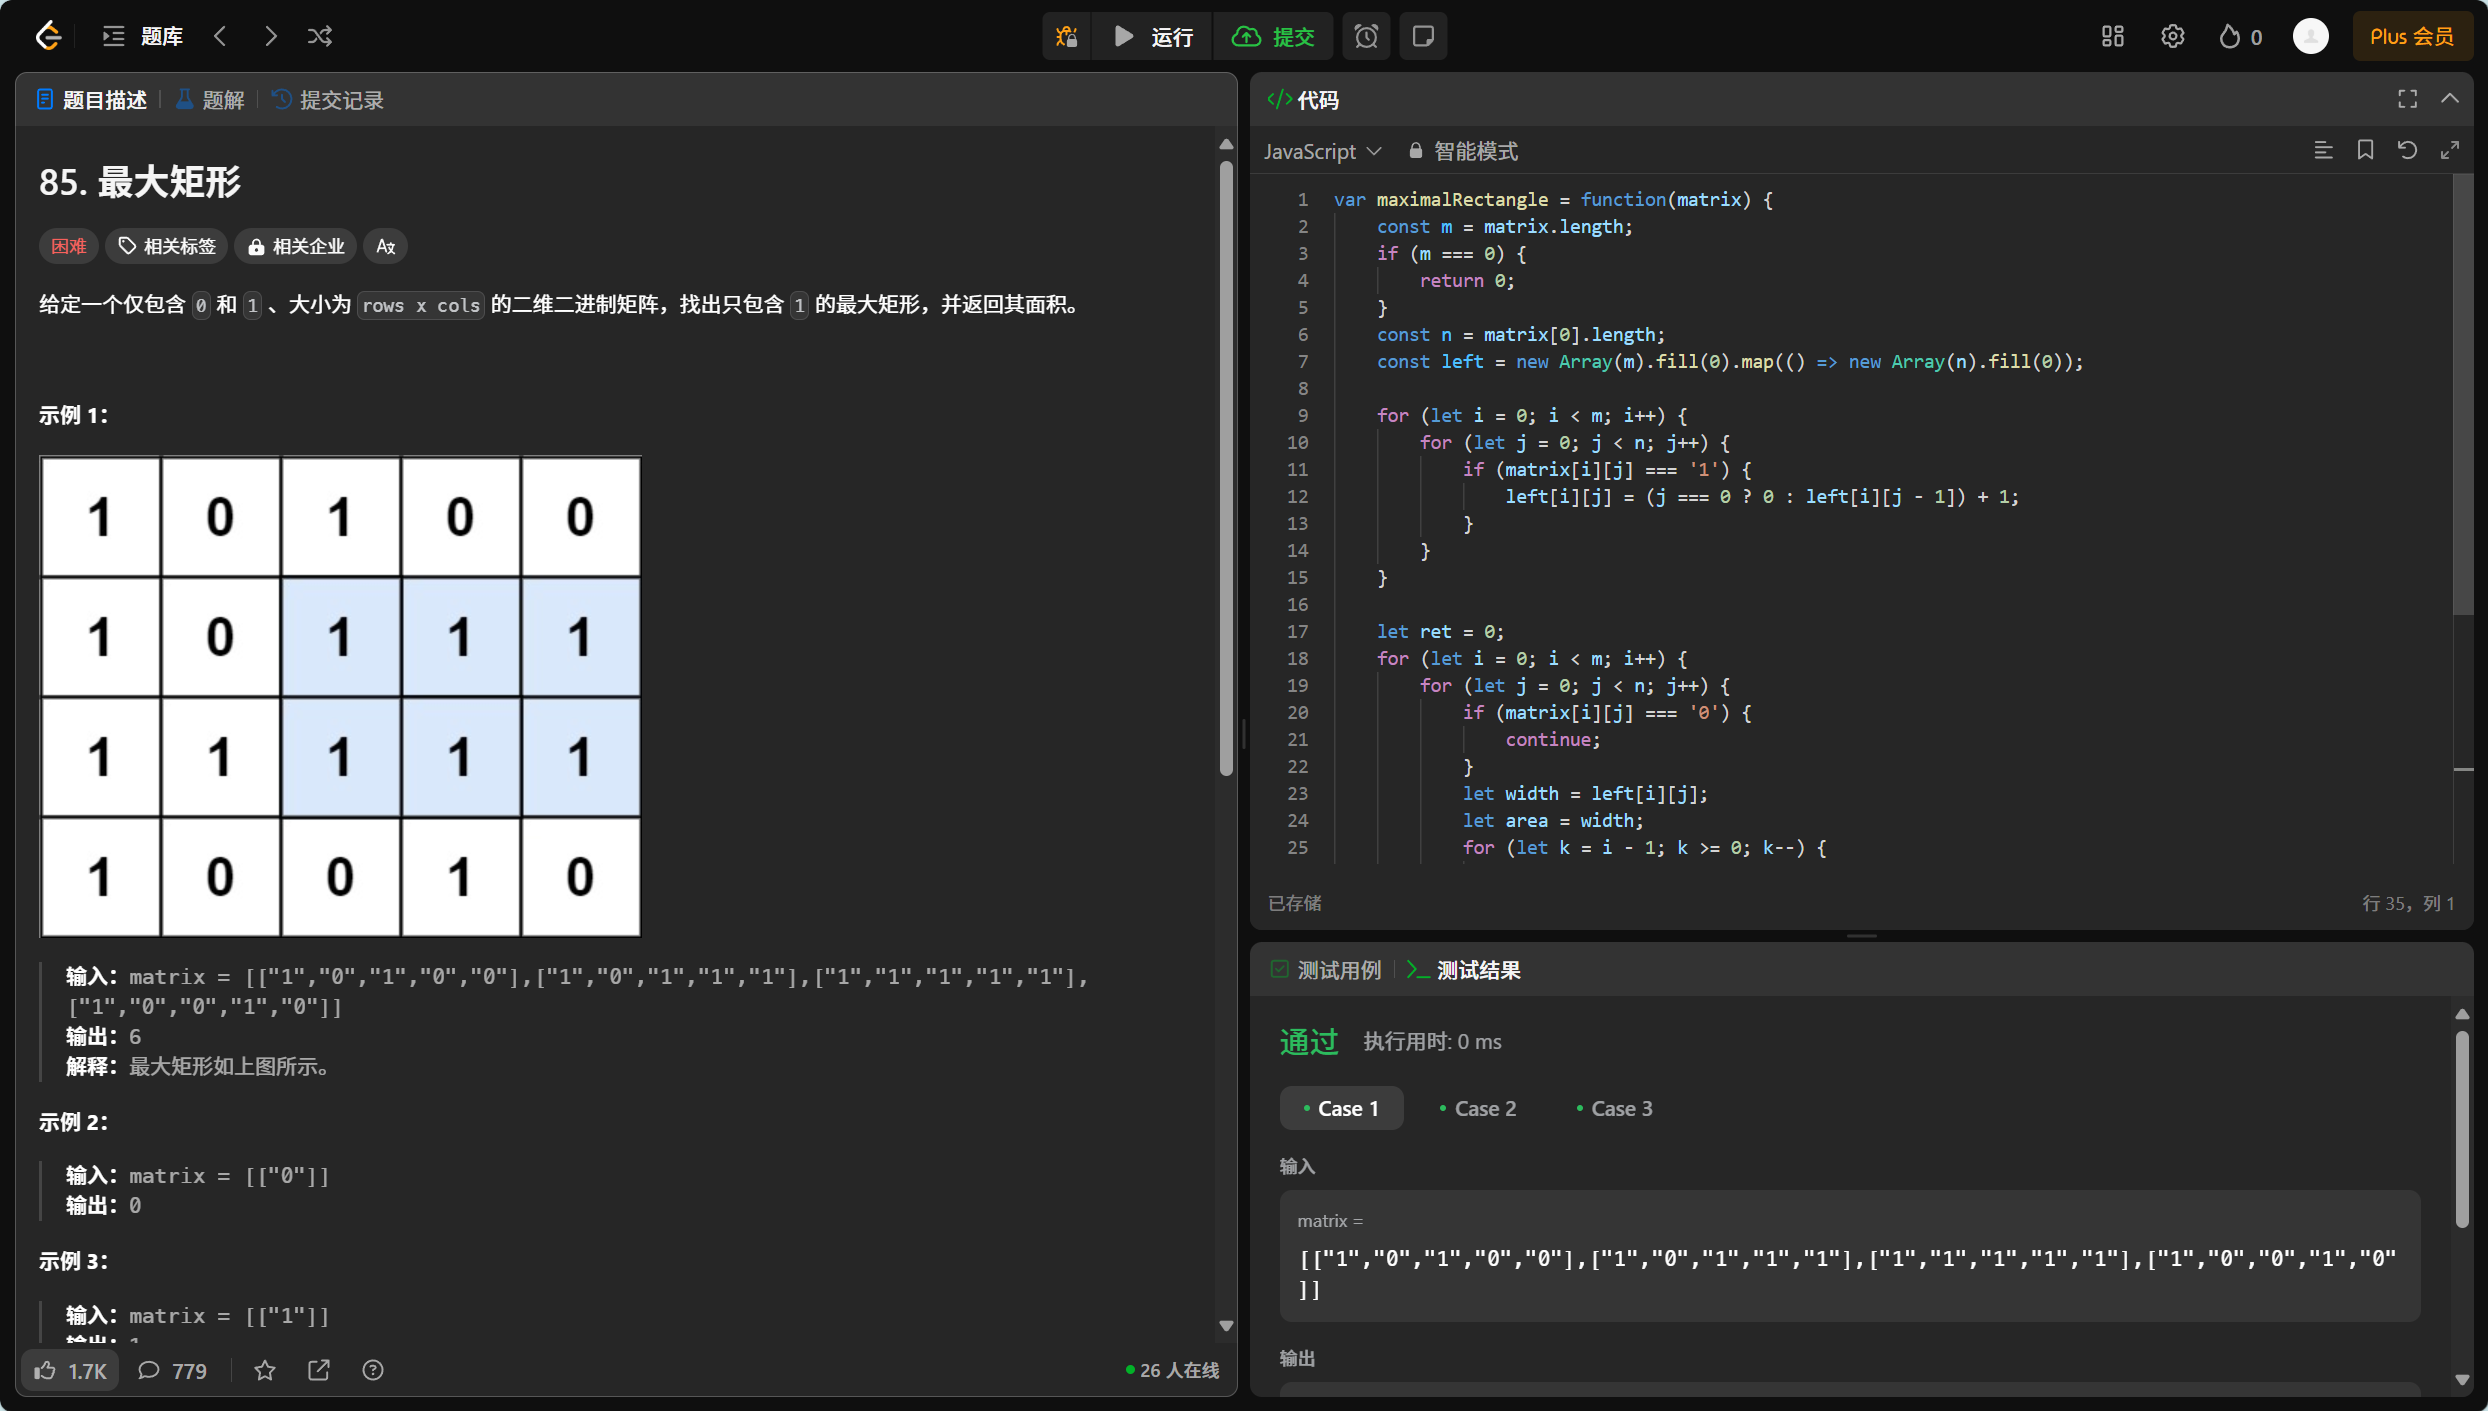 题库
运行
提交
0
Plus 会员
题目描述
题解
提交记录
85. 最大矩形
困难
相关标签
相关企业
给定一个仅包含 0 和 1 、大小为 rows x cols 的二维二进制矩阵，找出只包含 1 的最大矩形，并返回其面积。
示例 1：
1 0 1 0 0
1 0 1 1 1
1 1 1 1 1
1 0 0 1 0
输入：matrix = [["1","0","1","0","0"],["1","0","1","1","1"],["1","1","1","1","1"],
["1","0","0","1","0"]]
输出：6
解释：最大矩形如上图所示。
示例 2：
输入：matrix = [["0"]]
输出：0
示例 3：
输入：matrix = [["1"]]
输出：1
1.7K
779
26 人在线
</> 代码
JavaScript
智能模式
1 var maximalRectangle = function(matrix) {
2 const m = matrix.length;
3 if (m === 0) {
4 return 0;
5 }
6 const n = matrix[0].length;
7 const left = new Array(m).fill(0).map(() => new Array(n).fill(0));
8
9 for (let i = 0; i < m; i++) {
10 for (let j = 0; j < n; j++) {
11 if (matrix[i][j] === '1') {
12 left[i][j] = (j === 0 ? 0 : left[i][j - 1]) + 1;
13 }
14 }
15 }
16
17 let ret = 0;
18 for (let i = 0; i < m; i++) {
19 for (let j = 0; j < n; j++) {
20 if (matrix[i][j] === '0') {
21 continue;
22 }
23 let width = left[i][j];
24 let area = width;
25 for (let k = i - 1; k >= 0; k--) {
已存储
行 35，列 1
测试用例
测试结果
通过
执行用时: 0 ms
Case 1
Case 2
Case 3
输入
matrix =
[["1","0","1","0","0"],["1","0","1","1","1"],["1","1","1","1","1"],["1","0","0","1","0"
]]
输出